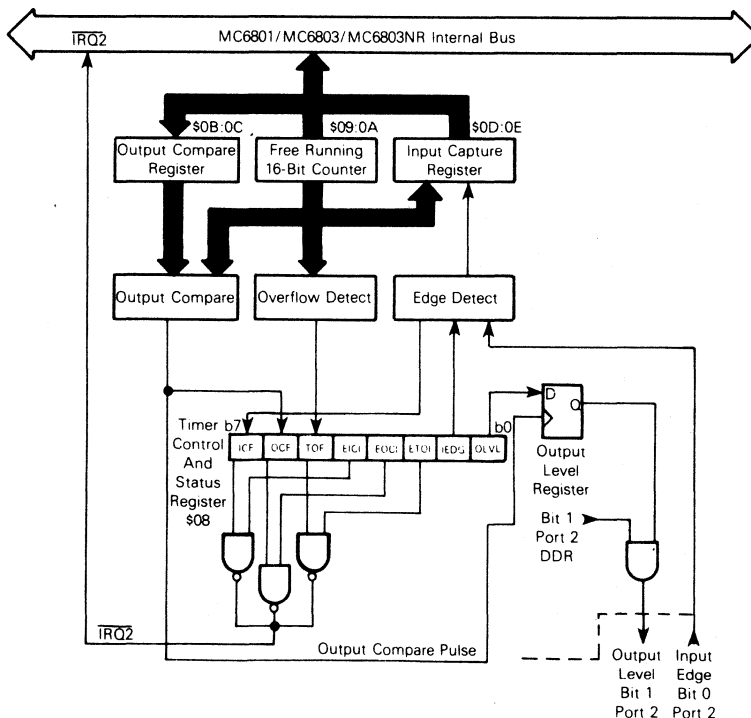 IRQ2
MC6801/MC6803/MC6803NR Internal Bus
$0B:0C
$09:0A
$0D:0E
Output Compare
Register
Free Running
16-Bit Counter
Input Capture
Register
Output Compare
Overflow Detect
Edge Detect
Timer
Control
And
Status
Register
$08
b7
b0
ICF
OCF
TOF
EICI
EOCI
ETOI
IEDG
OLVL
D
Q
Output
Level
Register
Bit 1
Port 2
DDR
IRQ2
Output Compare Pulse
Output
Level
Bit 1
Port 2
Input
Edge
Bit 0
Port 2